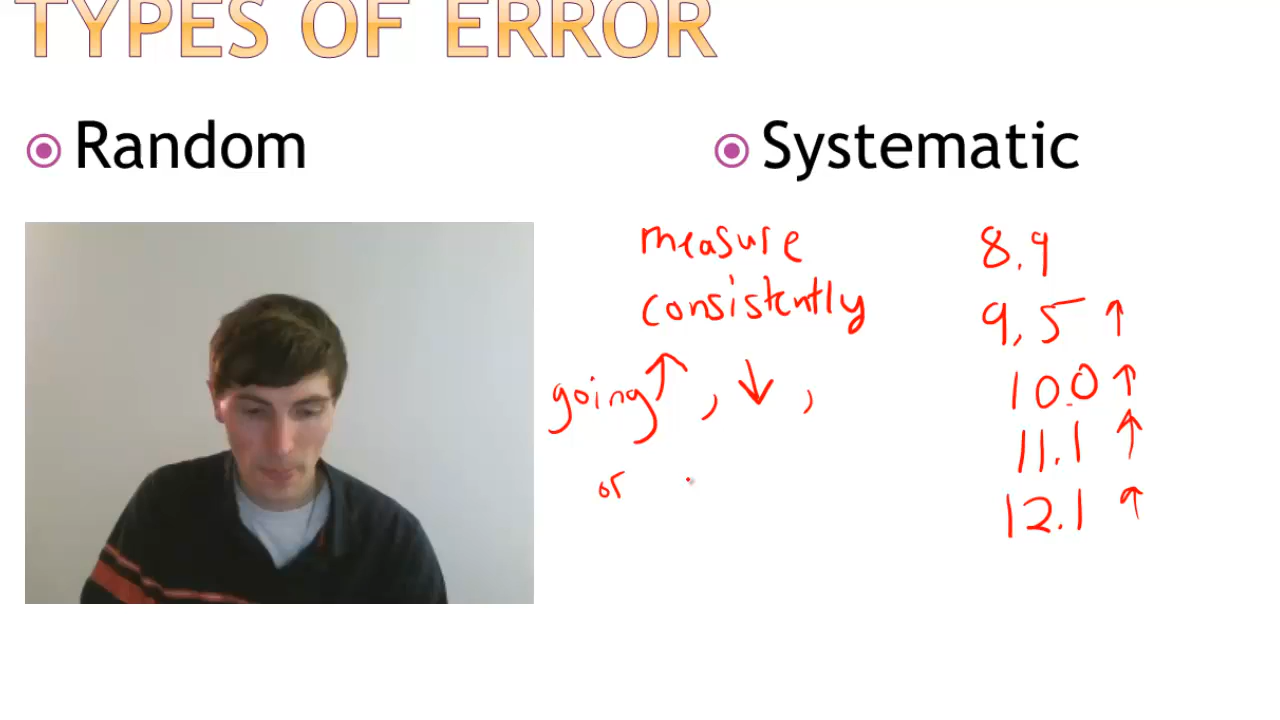 TYPES OF ERROR
Random
Systematic
measure
consistently
going ↑ , ↓ ,
or
8.9
9,5 ↑
10.0 ↑
11.1 ↑
12.1 ↑